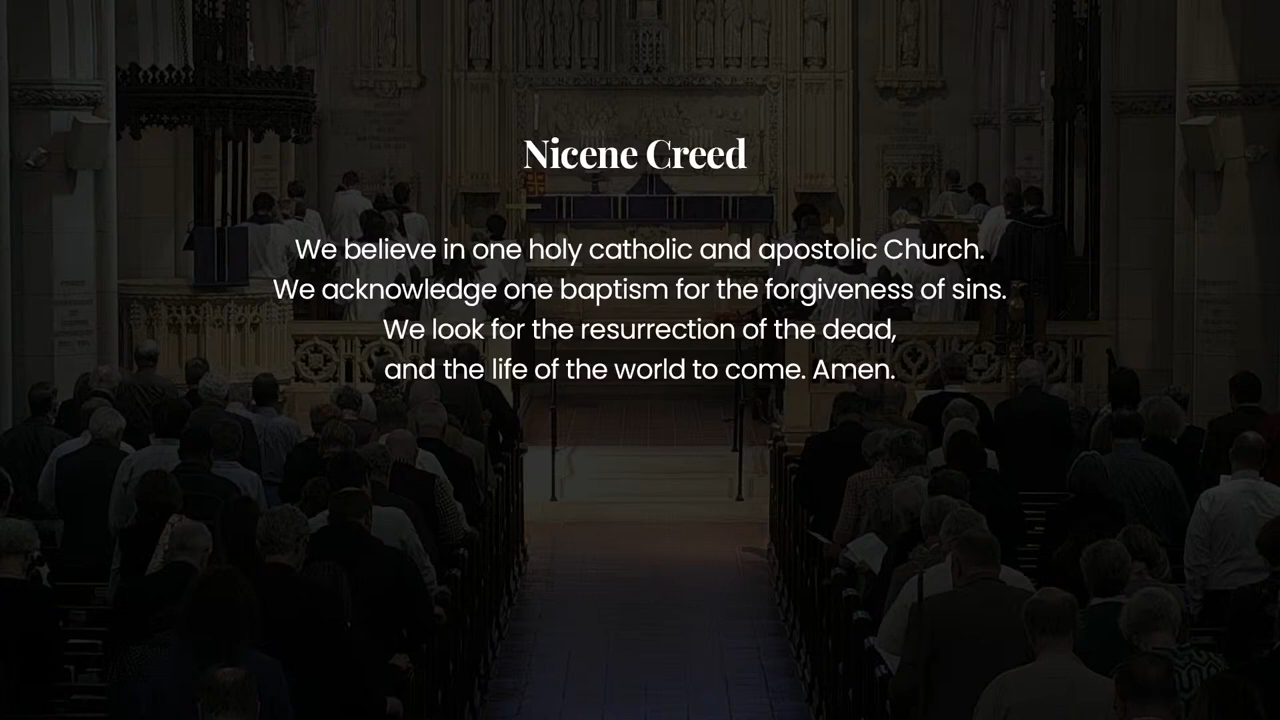 Nicene Creed
We believe in one holy catholic and apostolic Church.
We acknowledge one baptism for the forgiveness of sins.
We look for the resurrection of the dead,
and the life of the world to come. Amen.